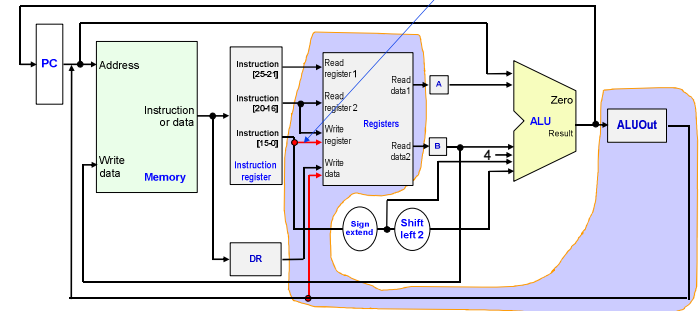 PC
Address
Instruction
or data
Write
data
Memory
Instruction
[25-21]
Instruction
[20-16]
Instruction
[15-0]
Instruction
register
DR
Read
register 1
Read
register 2
Write
register
Write
data
Read
data1
Registers
Read
data2
A
B
4
Sign
extend
Shift
left 2
Zero
ALU
Result
ALUOut